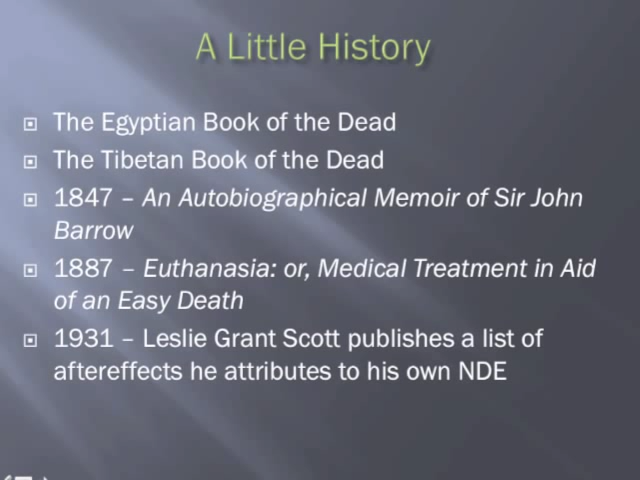 A Little History
The Egyptian Book of the Dead
The Tibetan Book of the Dead
1847 – An Autobiographical Memoir of Sir John
Barrow
1887 – Euthanasia: or, Medical Treatment in Aid
of an Easy Death
1931 – Leslie Grant Scott publishes a list of
aftereffects he attributes to his own NDE